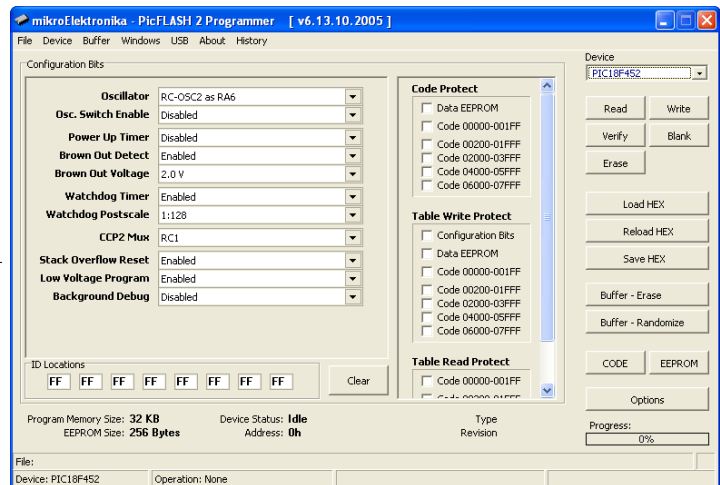 mikroElektronika - PicFLASH 2 Programmer [ v6.13.10.2005 ]
File Device Buffer Windows USB About History
Configuration Bits
Oscillator RC-OSC2 as RA6
Osc. Switch Enable Disabled
Power Up Timer Disabled
Brown Out Detect Enabled
Brown Out Voltage 2.0 V
Watchdog Timer Enabled
Watchdog Postscale 1:128
CCP2 Mux RC1
Stack Overflow Reset Enabled
Low Voltage Program Enabled
Background Debug Disabled
ID Locations
FF FF FF FF FF FF FF FF
Clear
Code Protect
Data EEPROM
Code 00000-001FF
Code 00200-01FFF
Code 02000-03FFF
Code 04000-05FFF
Code 06000-07FFF
Table Write Protect
Configuration Bits
Data EEPROM
Code 00000-001FF
Code 00200-01FFF
Code 02000-03FFF
Code 04000-05FFF
Code 06000-07FFF
Table Read Protect
Code 00000-001FF
Device
PIC18F452
Read Write
Verify Blank
Erase
Load HEX
Reload HEX
Save HEX
Buffer - Erase
Buffer - Randomize
CODE EEPROM
Options
Progress:
0%
Program Memory Size: 32 KB Device Status: Idle Type
EEPROM Size: 256 Bytes Address: 0h Revision
File:
Device: PIC18F452 Operation: None